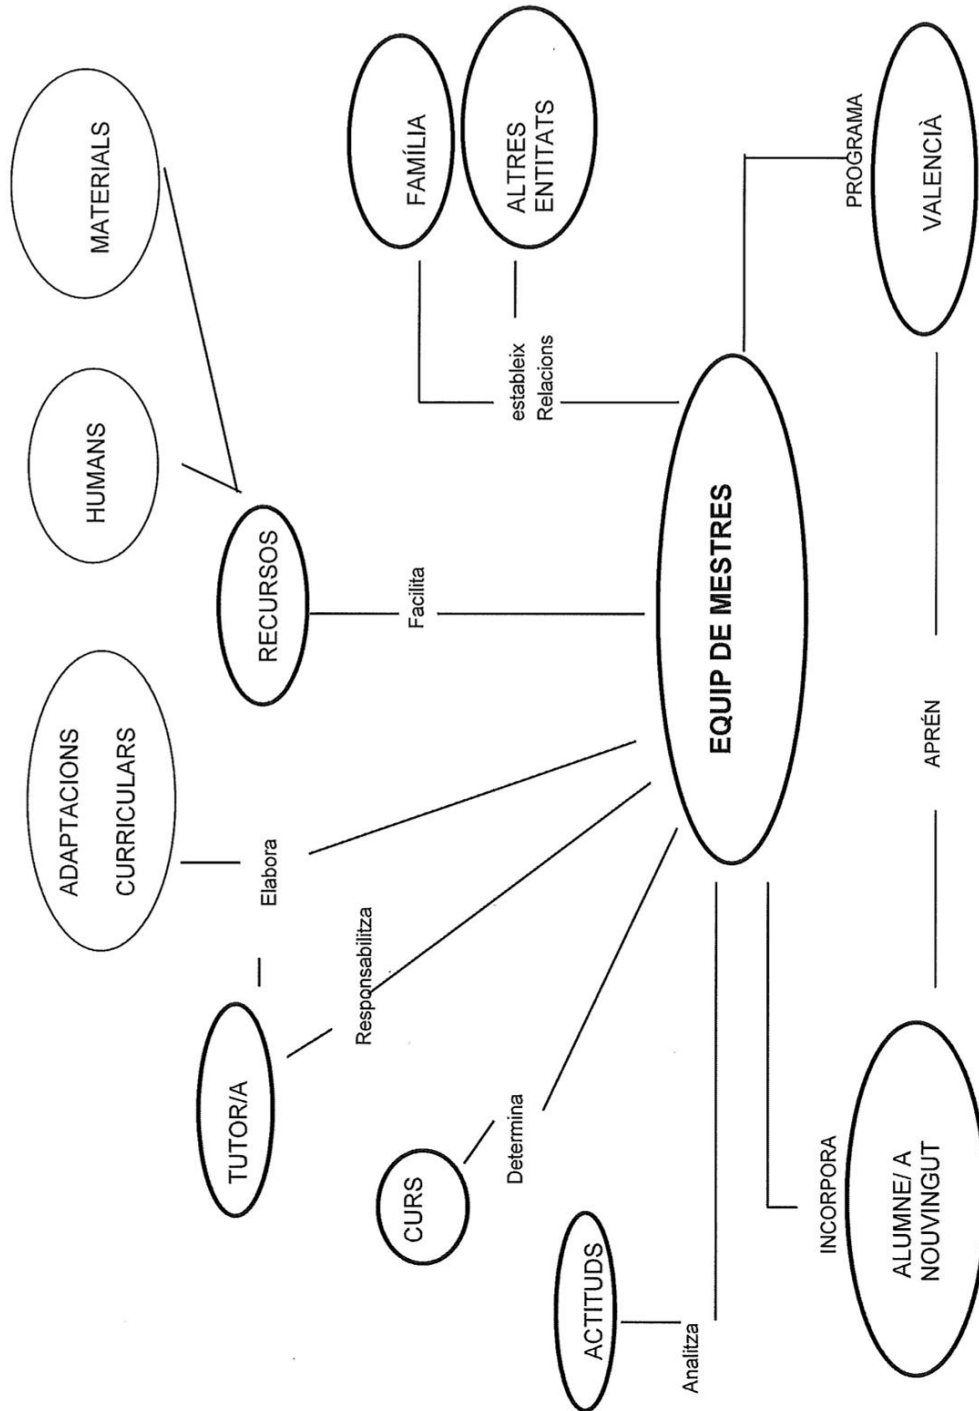 ADAPTACIONS
CURRICULARS
HUMANS
MATERIALS
TUTOR/A
Elabora
RECURSOS
Responsabilitza
Facilita
FAMÍLIA
CURS
Determina
estableix
Relacions
ALTRES
ENTITATS
ACTITUDS
Analitza
EQUIP DE MESTRES
INCORPORA
PROGRAMA
ALUMNE/ A
NOUVINGUT
APRÉN
VALENCIÀ